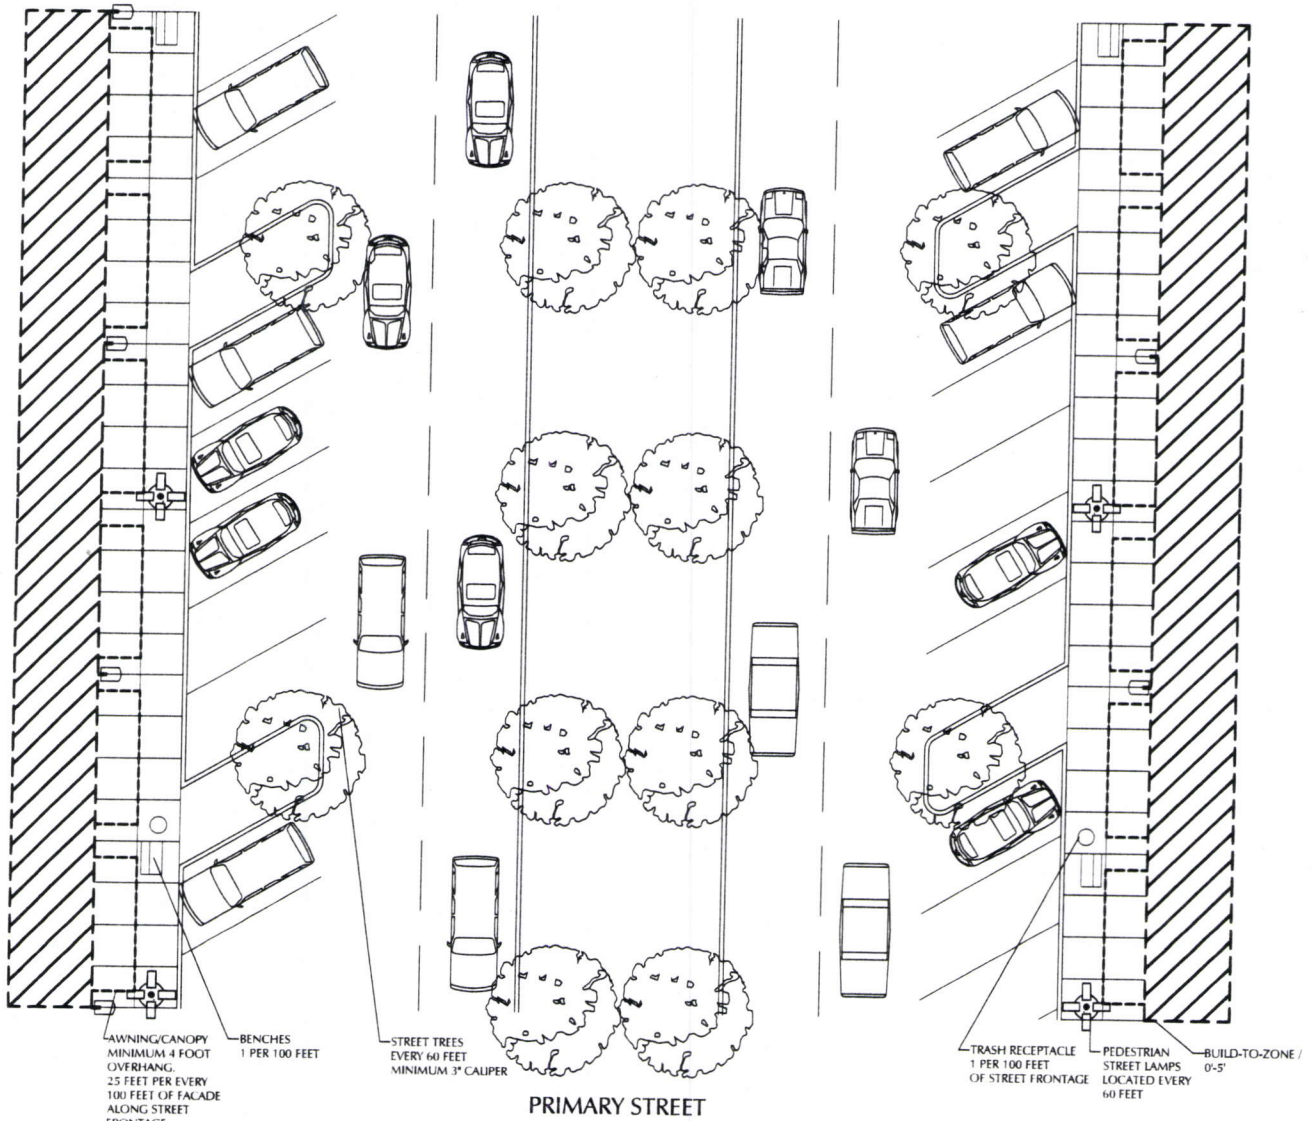 AWNING/CANOPY
MINIMUM 4 FOOT
OVERHANG.
25 FEET PER EVERY
100 FEET OF FACADE
ALONG STREET
BENCHES
1 PER 100 FEET
STREET TREES
EVERY 60 FEET
MINIMUM 3" CALIPER
TRASH RECEPTACLE
1 PER 100 FEET
OF STREET FRONTAGE
PEDESTRIAN
STREET LAMPS
LOCATED EVERY
60 FEET
BUILD-TO-ZONE /
0'-5'
PRIMARY STREET